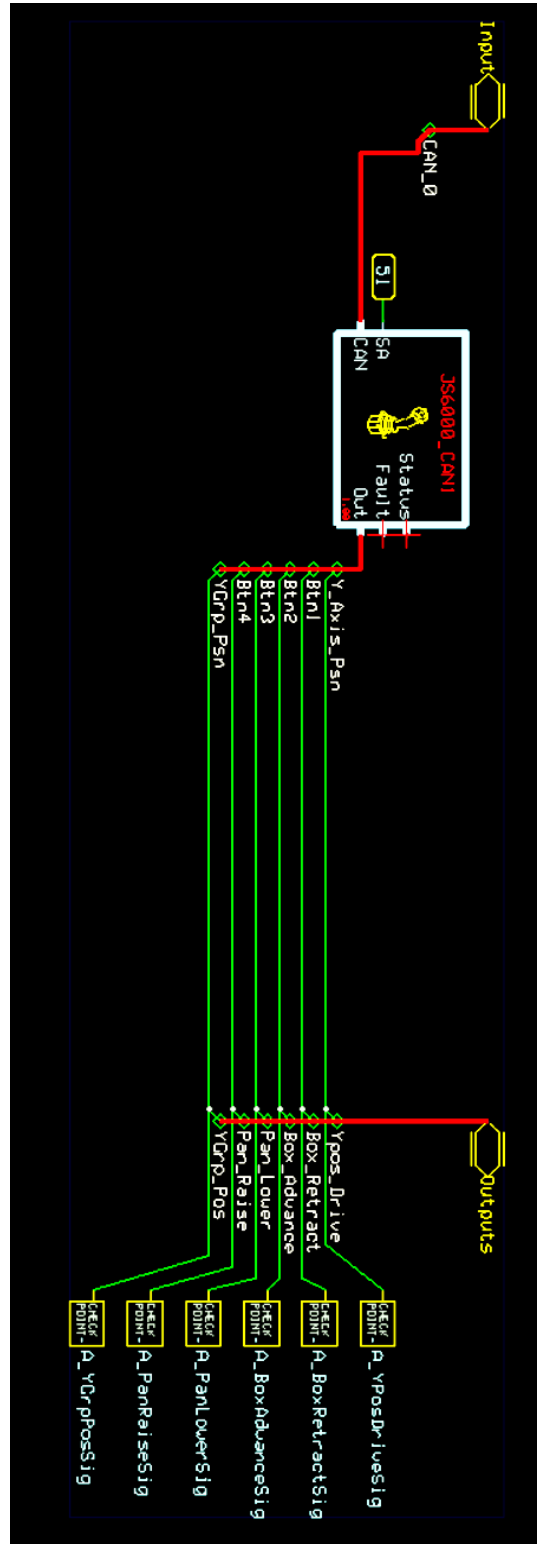 Input
CAN_0
51
JS6000_CAN1
SA
CAN
Status
Fault
Out
1.00
Y_Axis_Psn
Btn1
Btn2
Btn3
Btn4
YGrp_Psn
Outputs
Ypos_Drive
Box_Retract
Box_Advance
Pan_Lower
Pan_Raise
YGrp_Pos
CHECK
POINT-
A_YPosDriveSig
CHECK
POINT-
A_BoxRetractSig
CHECK
POINT-
A_BoxAdvanceSig
CHECK
POINT-
A_PanLowerSig
CHECK
POINT-
A_PanRaiseSig
CHECK
POINT-
A_YGrpPosSig